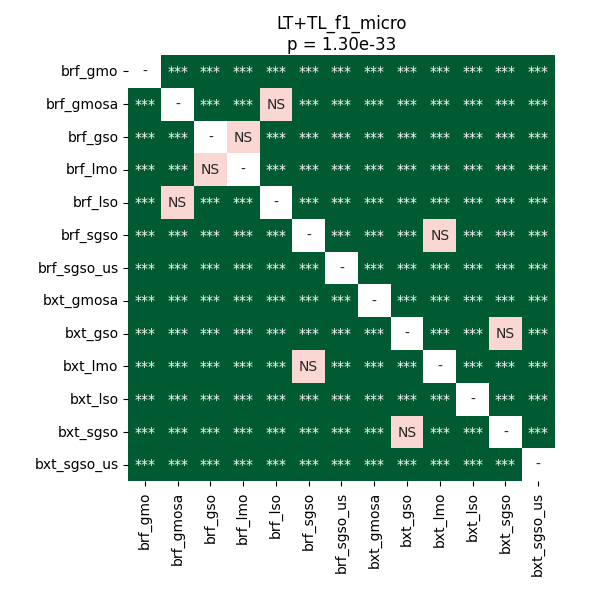 LT+TL_f1_micro
p = 1.30e-33
brf_gmo - *** *** *** *** *** *** *** *** *** *** *** ***
brf_gmosa *** - *** *** NS *** *** *** *** *** *** *** ***
brf_gso *** *** - NS *** *** *** *** *** *** *** *** ***
brf_lmo *** *** NS - *** *** *** *** *** *** *** *** ***
brf_lso *** NS *** *** - *** *** *** *** *** *** *** ***
brf_sgso *** *** *** *** *** - *** *** *** NS *** *** ***
brf_sgso_us *** *** *** *** *** *** - *** *** *** *** *** ***
bxt_gmosa *** *** *** *** *** *** *** - *** *** *** *** ***
bxt_gso *** *** *** *** *** *** *** *** - *** *** NS ***
bxt_lmo *** *** *** *** *** NS *** *** *** - *** *** ***
bxt_lso *** *** *** *** *** *** *** *** *** *** - *** ***
bxt_sgso *** *** *** *** *** *** *** *** NS *** *** - ***
bxt_sgso_us *** *** *** *** *** *** *** *** *** *** *** *** -
brf_gmo
brf_gmosa
brf_gso
brf_lmo
brf_lso
brf_sgso
brf_sgso_us
bxt_gmosa
bxt_gso
bxt_lmo
bxt_lso
bxt_sgso
bxt_sgso_us